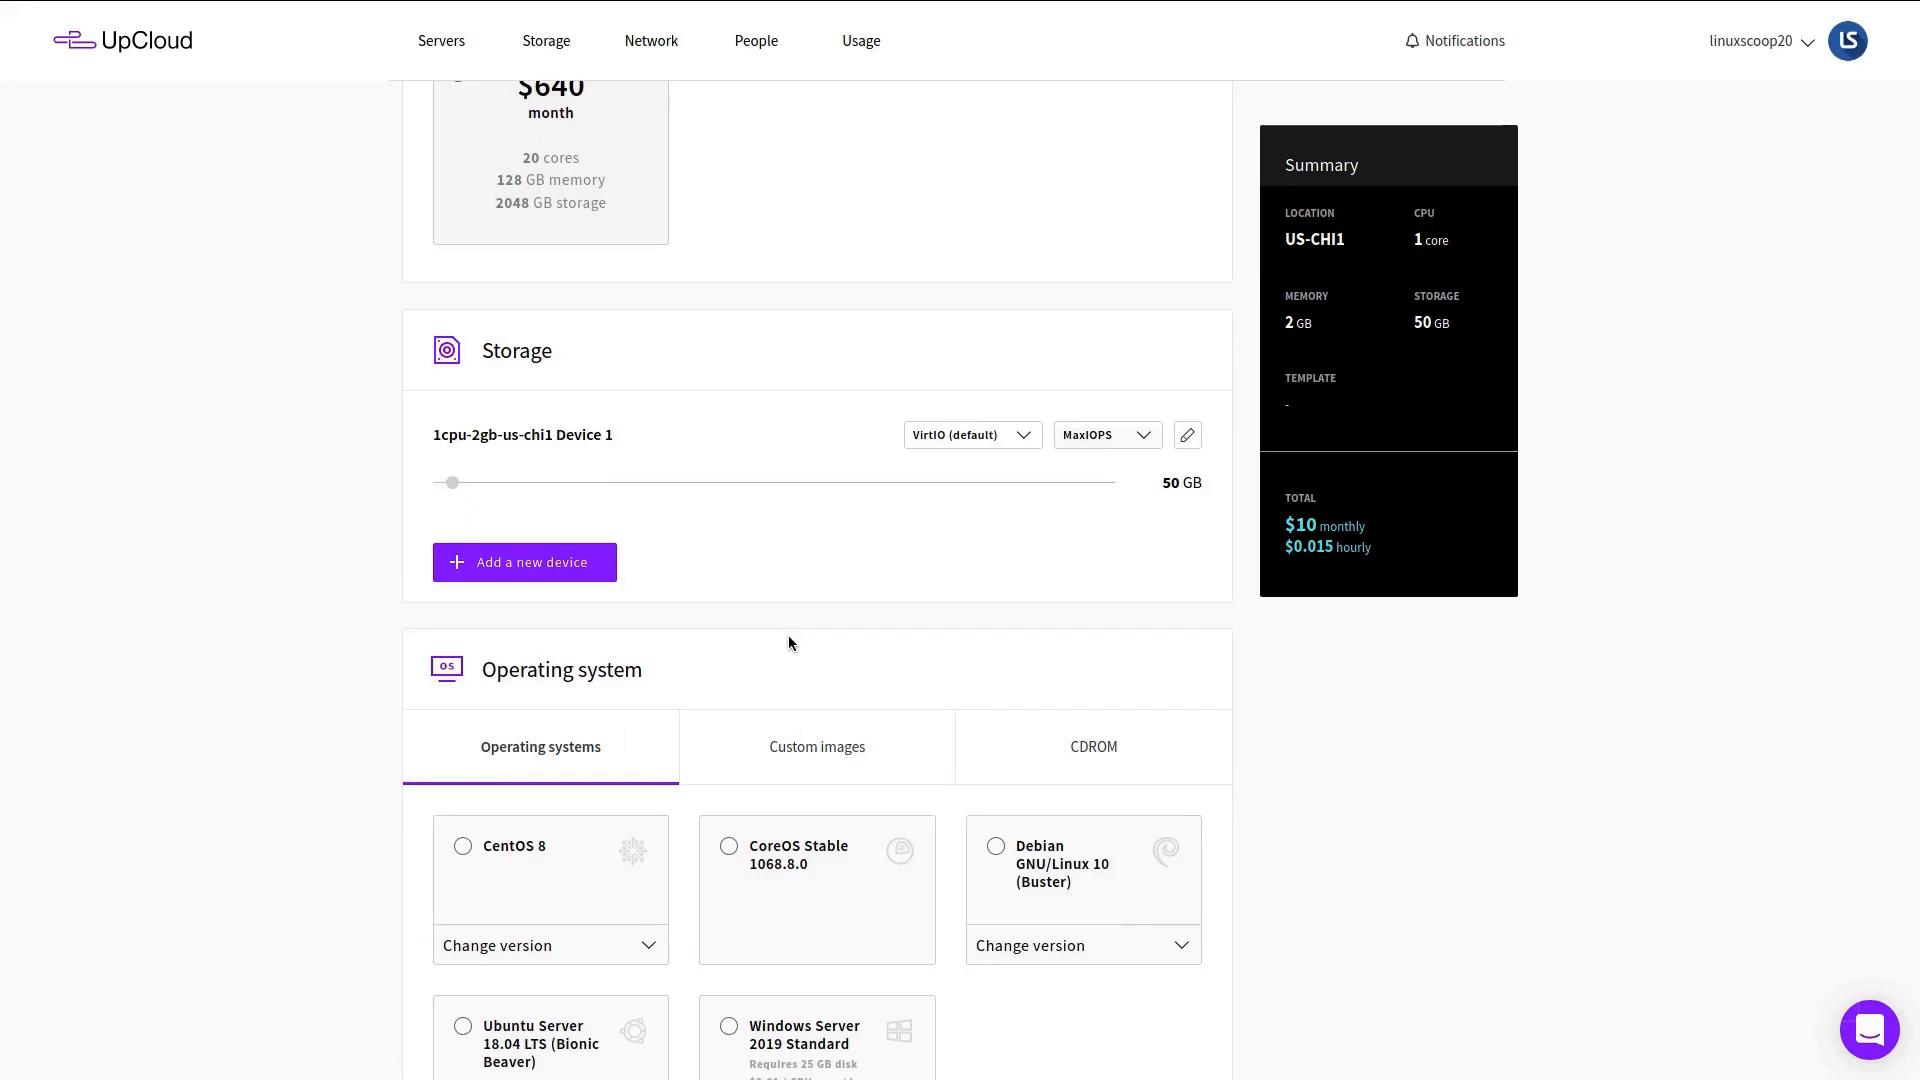 UpCloud
Servers
Storage
Network
People
Usage
Notifications
linuxscoop20
LS
$640
month
20 cores
128 GB memory
2048 GB storage
Summary
LOCATION
CPU
US-CHI1
1 core
MEMORY
STORAGE
2 GB
50 GB
TEMPLATE
-
TOTAL
$10 monthly
$0.015 hourly
Storage
1cpu-2gb-us-chi1 Device 1
VirtIO (default)
MaxIOPS
50 GB
Add a new device
OS
Operating system
Operating systems
Custom images
CDROM
CentOS 8
Change version
CoreOS Stable
1068.8.0
Debian
GNU/Linux 10
(Buster)
Change version
Ubuntu Server
18.04 LTS (Bionic
Beaver)
Windows Server
2019 Standard
Requires 25 GB disk